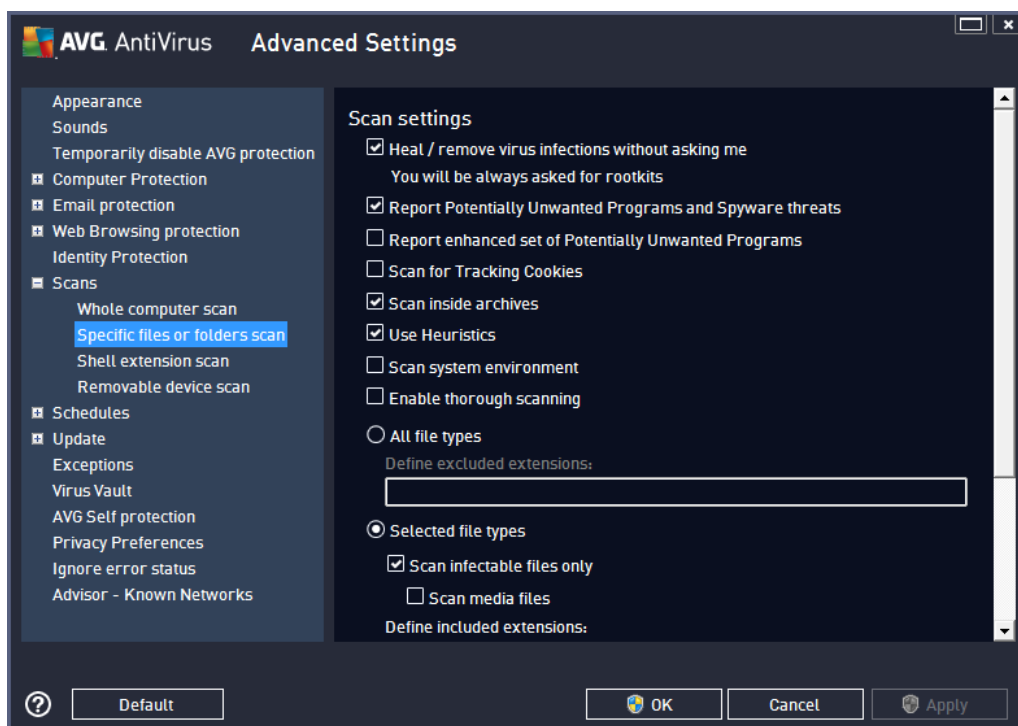 AVG AntiVirus Advanced Settings
Appearance
Sounds
Temporarily disable AVG protection
Computer Protection
Email protection
Web Browsing protection
Identity Protection
Scans
Whole computer scan
Specific files or folders scan
Shell extension scan
Removable device scan
Schedules
Update
Exceptions
Virus Vault
AVG Self protection
Privacy Preferences
Ignore error status
Advisor - Known Networks
Scan settings
Heal / remove virus infections without asking me
You will be always asked for rootkits
Report Potentially Unwanted Programs and Spyware threats
Report enhanced set of Potentially Unwanted Programs
Scan for Tracking Cookies
Scan inside archives
Use Heuristics
Scan system environment
Enable thorough scanning
All file types
Define excluded extensions:
Selected file types
Scan infectable files only
Scan media files
Define included extensions:
? Default OK Cancel Apply